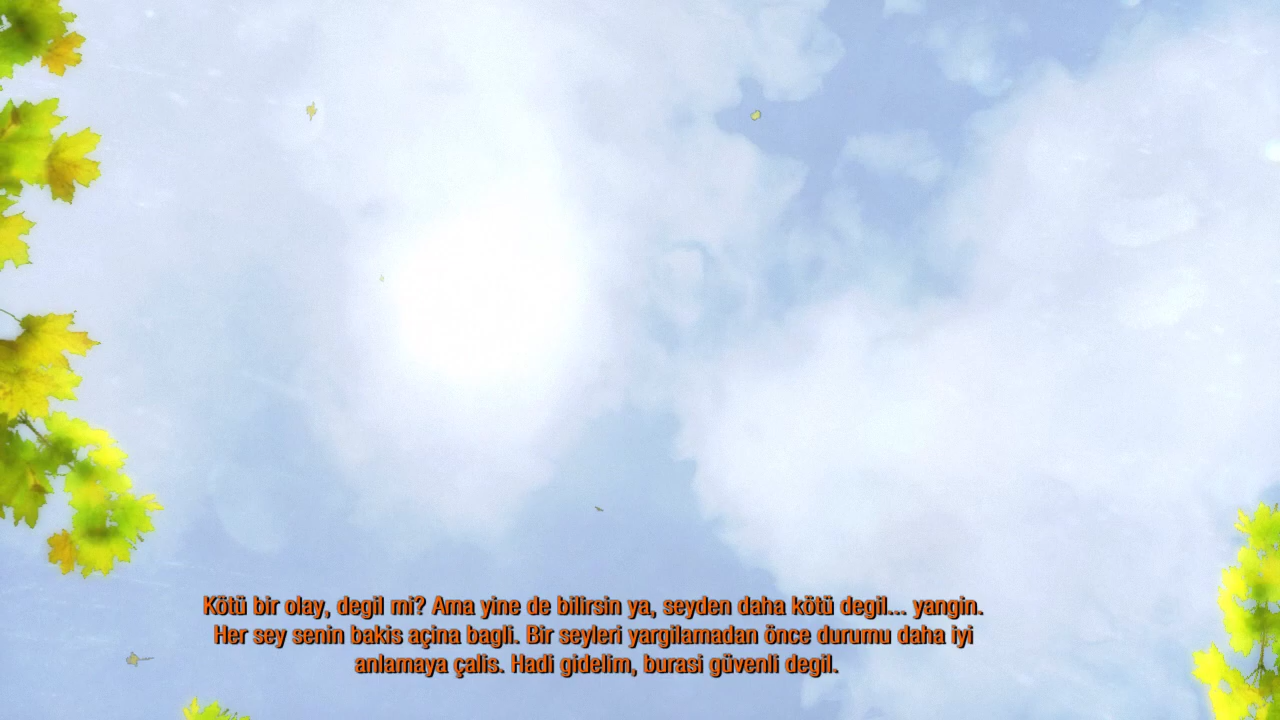 Kötü bir olay, degil mi? Ama yine de bilirsin ya, seyden daha kötü degil... yangin.
Her sey senin bakis açina bagli. Bir seyleri yargilamadan önce durumu daha iyi
anlamaya çalis. Hadi gidelim, burasi güvenli degil.